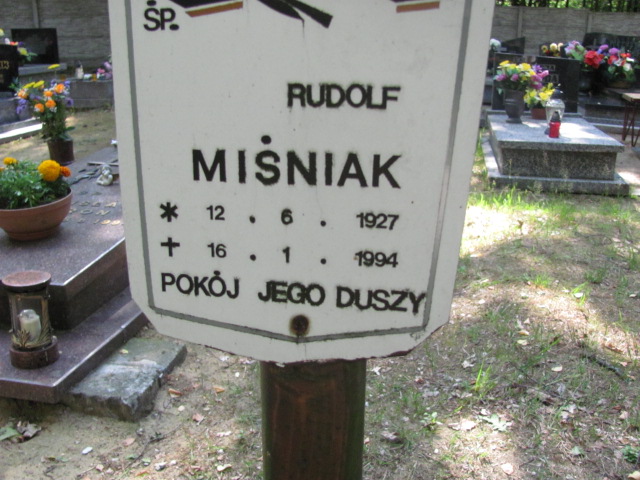 ŚP.
RUDOLF
MIŚNIAK
* 12 . 6 . 1927
✝ 16 . 1 . 1994
POKÓJ JEGO DUSZY